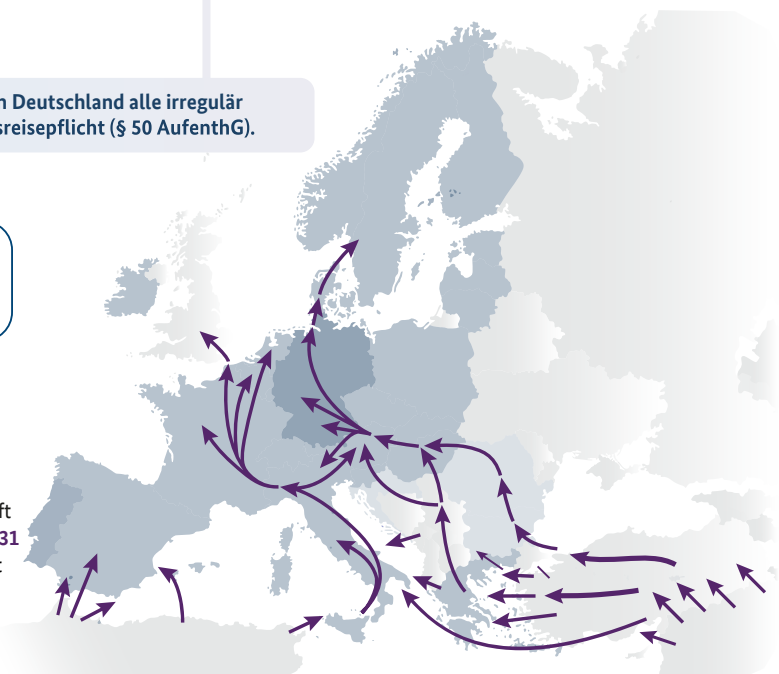 n Deutschland alle irregulär
sreisepflicht (§ 50 AufenthG).
ft
31
t